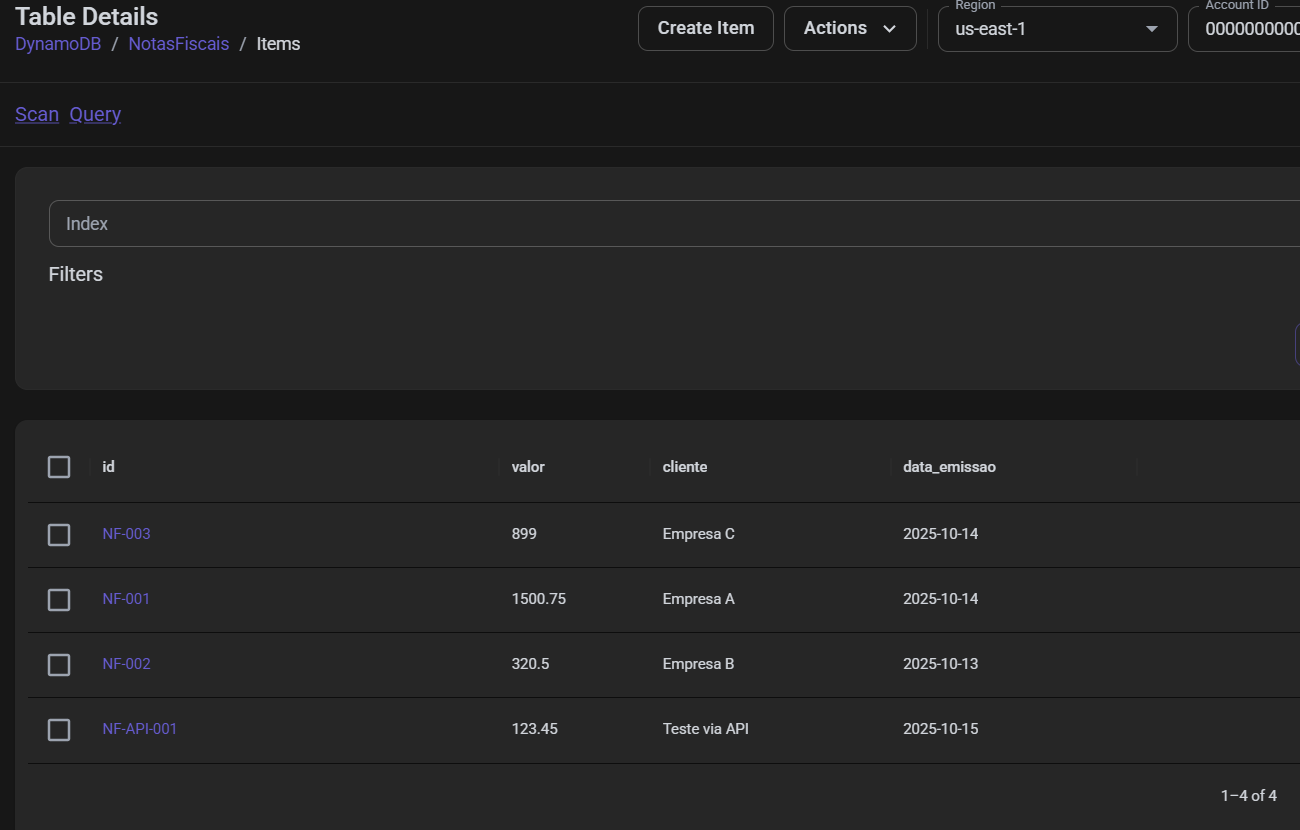 Table Details
DynamoDB / NotasFiscais / Items
Create Item
Actions
Region
us-east-1
Account ID
0000000000
Scan Query
Index
Filters
id valor cliente data_emissao
NF-003 899 Empresa C 2025-10-14
NF-001 1500.75 Empresa A 2025-10-14
NF-002 320.5 Empresa B 2025-10-13
NF-API-001 123.45 Teste via API 2025-10-15
1–4 of 4